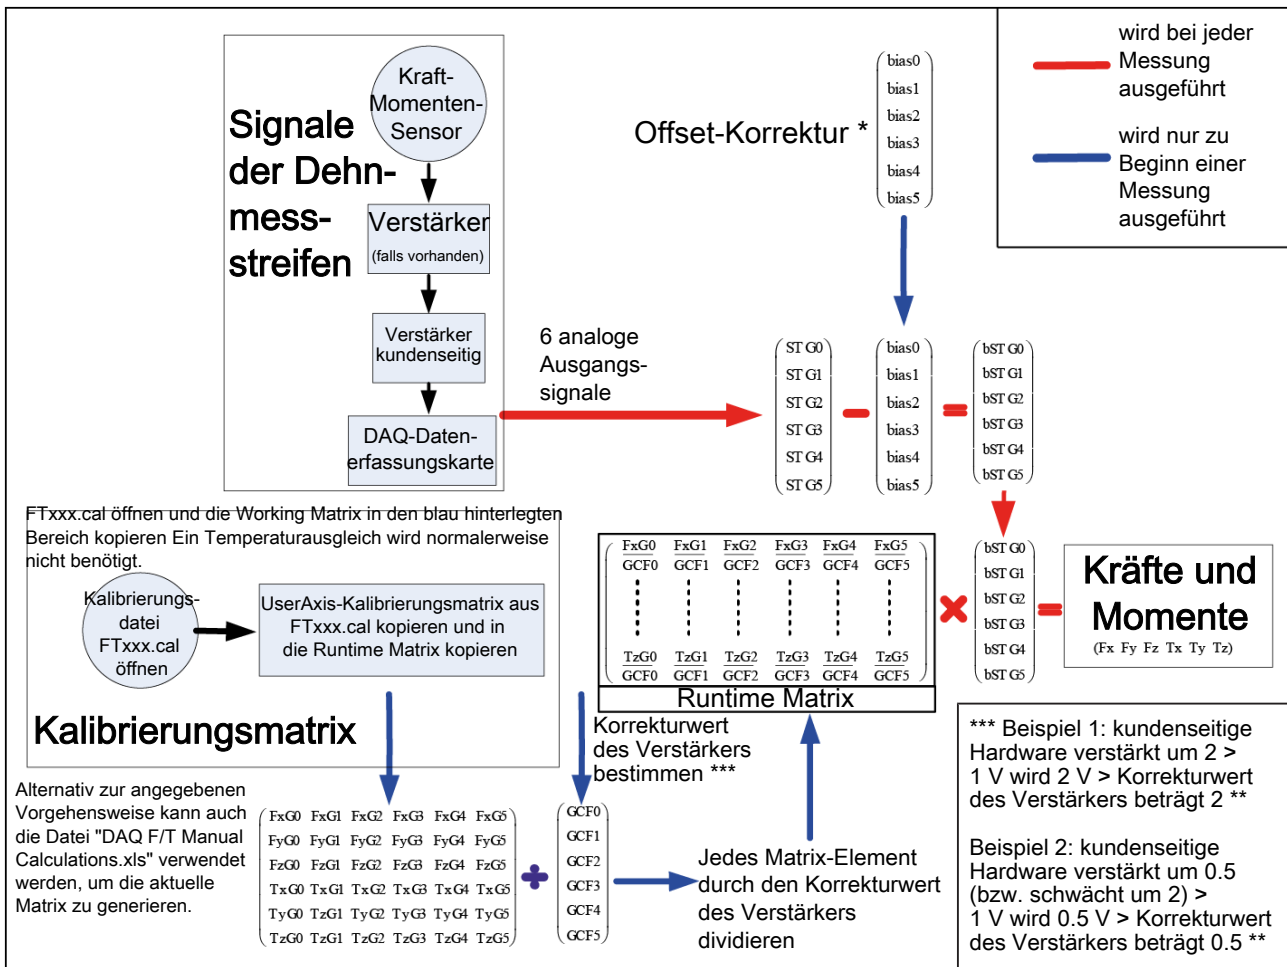 Signale
der Dehn-
mess-
streifen
Kraft-
Momenten-
Sensor
Verstärker
(falls vorhanden)
Verstärker
kundenseitig
DAQ-Daten-
erfassungskarte
6 analoge
Ausgangs-
signale
Offset-Korrektur *
bias0
bias1
bias2
bias3
bias4
bias5
wird bei jeder
Messung
ausgeführt
wird nur zu
Beginn einer
Messung
ausgeführt
ST G0
ST G1
ST G2
ST G3
ST G4
ST G5
bias0
bias1
bias2
bias3
bias4
bias5
bST G0
bST G1
bST G2
bST G3
bST G4
bST G5
FTxxx.cal öffnen und die Working Matrix in den blau hinterlegten
Bereich kopieren Ein Temperaturausgleich wird normalerweise
nicht benötigt.
Kalibrierungs-
datei
FTxxx.cal
öffnen
UserAxis-Kalibrierungsmatrix aus
FTxxx.cal kopieren und in
die Runtime Matrix kopieren
Kalibrierungsmatrix
FxG0 FxG1 FxG2 FxG3 FxG4 FxG5
GCF0 GCF1 GCF2 GCF3 GCF4 GCF5
TzG0 TzG1 TzG2 TzG3 TzG4 TzG5
GCF0 GCF1 GCF2 GCF3 GCF4 GCF5
Runtime Matrix
bST G0
bST G1
bST G2
bST G3
bST G4
bST G5
Kräfte und
Momente
(Fx Fy Fz Tx Ty Tz)
Korrekturwert
des Verstärkers
bestimmen ***
Alternativ zur angegebenen
Vorgehensweise kann auch
die Datei "DAQ F/T Manual
Calculations.xls" verwendet
werden, um die aktuelle
Matrix zu generieren.
FxG0 FxG1 FxG2 FxG3 FxG4 FxG5
FyG0 FyG1 FyG2 FyG3 FyG4 FyG5
FzG0 FzG1 FzG2 FzG3 FzG4 FzG5
TxG0 TxG1 TxG2 TxG3 TxG4 TxG5
TyG0 TzG1 TyG2 TyG3 TyG4 TyG5
TzG0 TzG1 TzG2 TzG3 TzG4 TzG5
GCF0
GCF1
GCF2
GCF3
GCF4
GCF5
Jedes Matrix-Element
durch den Korrekturwert
des Verstärkers
dividieren
*** Beispiel 1: kundenseitige
Hardware verstärkt um 2 >
1 V wird 2 V > Korrekturwert
des Verstärkers beträgt 2 **
Beispiel 2: kundenseitige
Hardware verstärkt um 0.5
(bzw. schwächt um 2) >
1 V wird 0.5 V > Korrekturwert
des Verstärkers beträgt 0.5 **